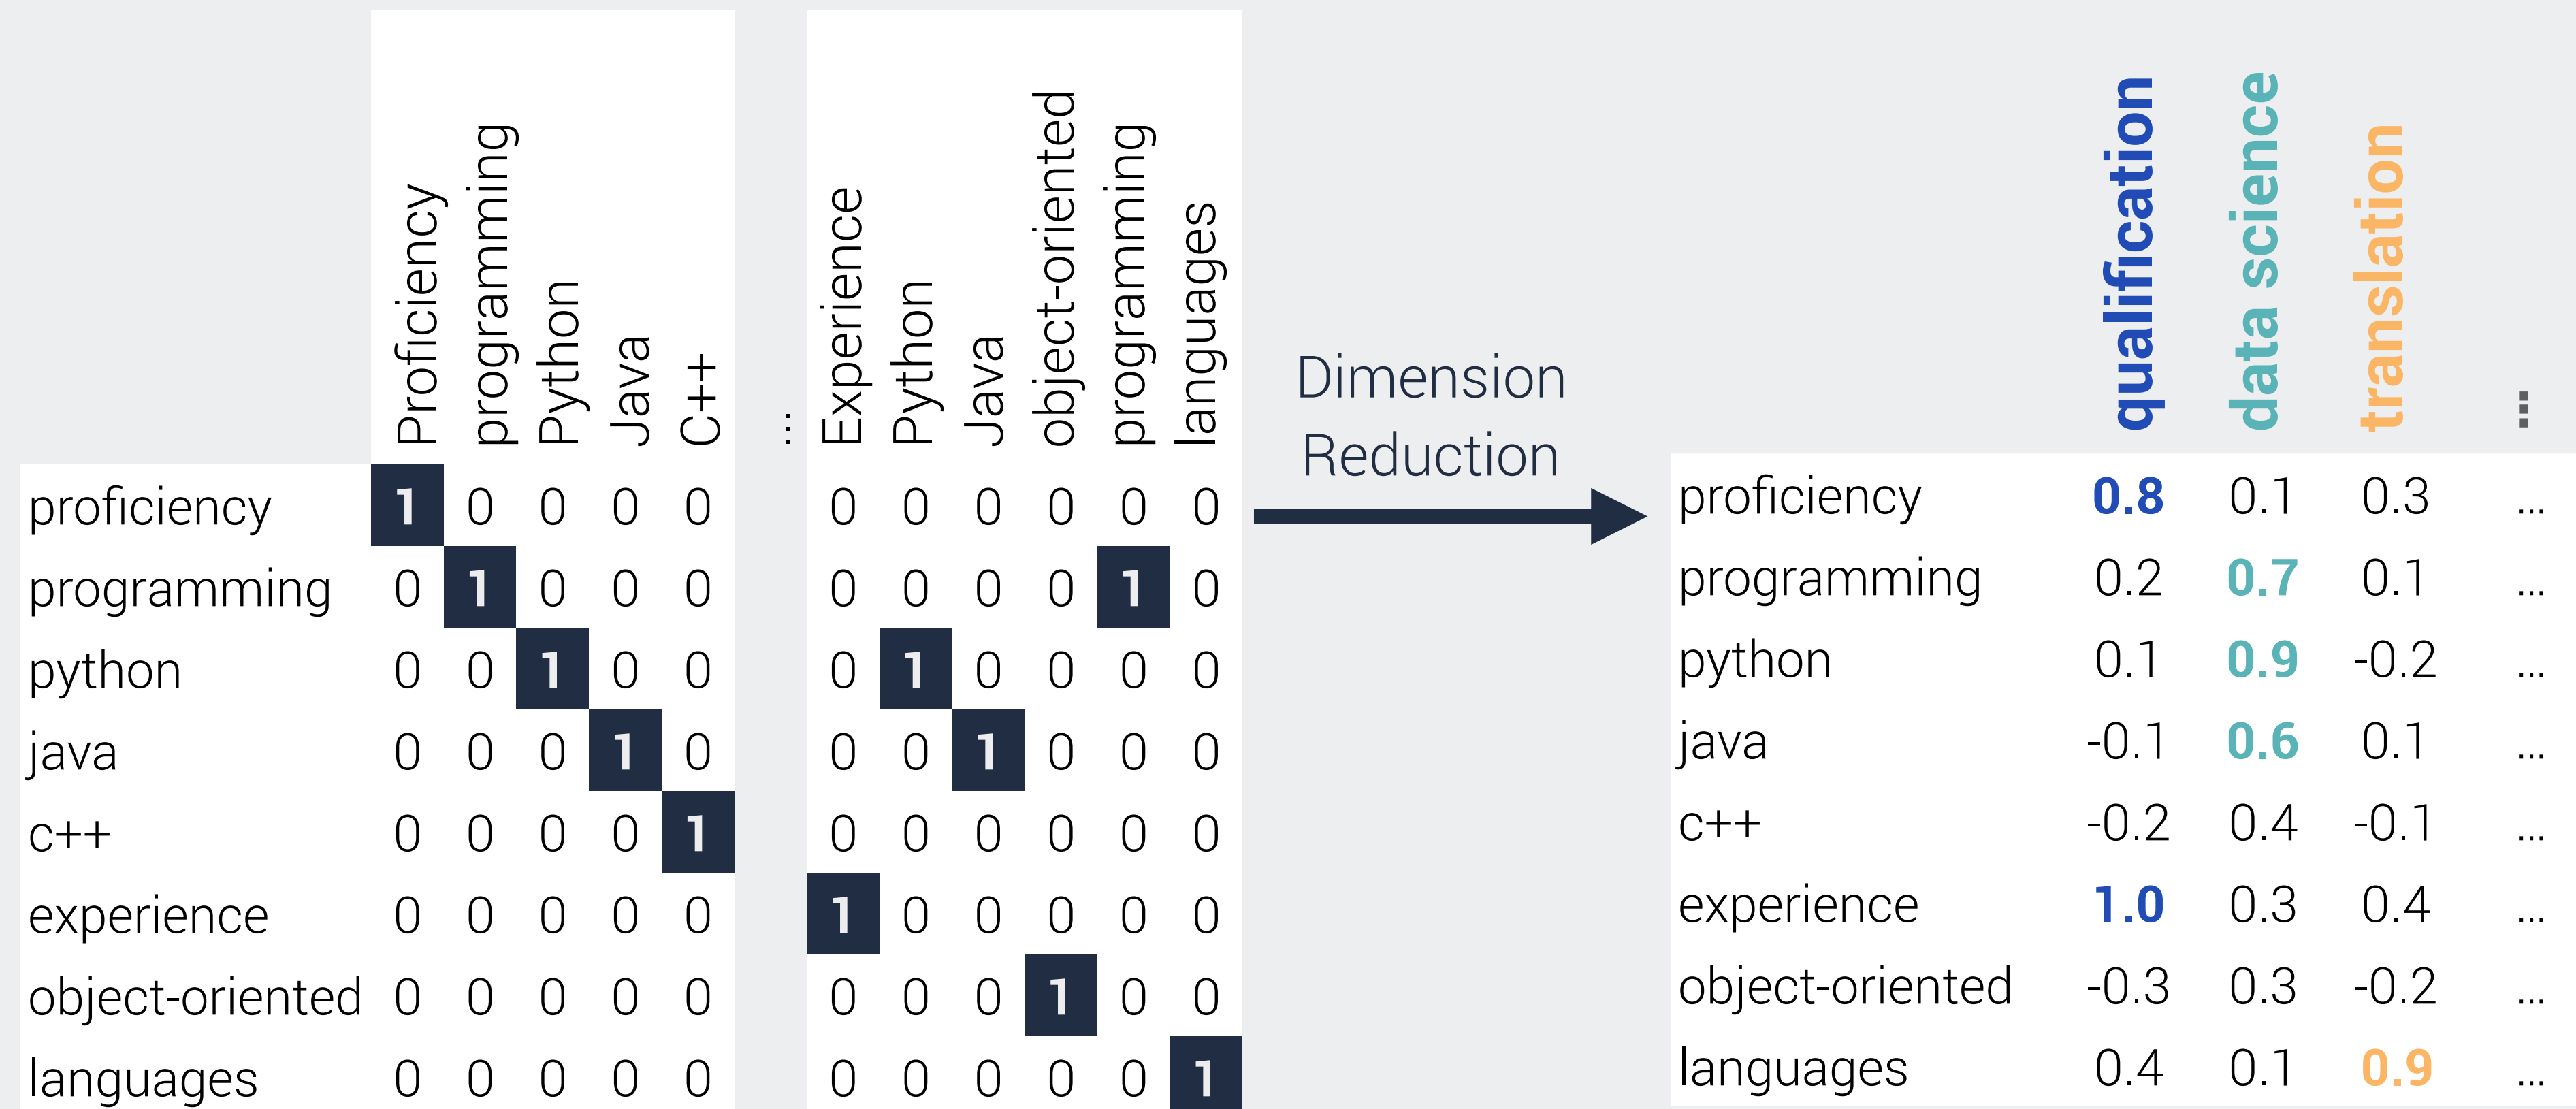 Proficiency programming Python Java C++ ... Experience Python Java object-oriented programming languages
proficiency 1 0 0 0 0 0 0 0 0 0 0
programming 0 1 0 0 0 0 0 0 0 1 0
python 0 0 1 0 0 0 1 0 0 0 0
java 0 0 0 1 0 0 0 1 0 0 0
c++ 0 0 0 0 1 0 0 0 0 0 0
experience 0 0 0 0 0 1 0 0 0 0 0
object-oriented 0 0 0 0 0 0 0 0 1 0 0
languages 0 0 0 0 0 0 0 0 0 0 1
Dimension
Reduction
qualification data science translation ...
proficiency 0.8 0.1 0.3 ...
programming 0.2 0.7 0.1 ...
python 0.1 0.9 -0.2 ...
java -0.1 0.6 0.1 ...
c++ -0.2 0.4 -0.1 ...
experience 1.0 0.3 0.4 ...
object-oriented -0.3 0.3 -0.2 ...
languages 0.4 0.1 0.9 ...